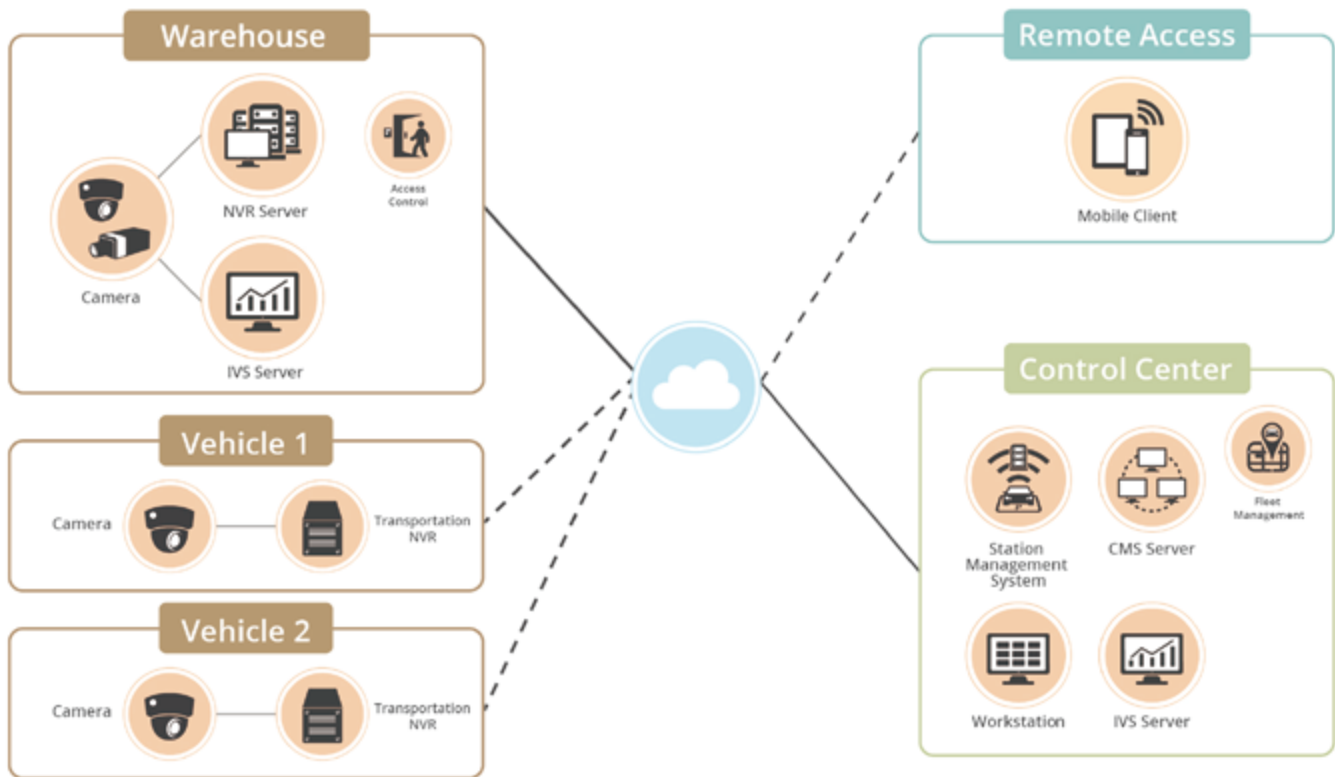 Warehouse
NVR Server
Access
Control
Camera
IVS Server
Vehicle 1
Camera
Transportation
NVR
Vehicle 2
Camera
Transportation
NVR
Remote Access
Mobile Client
Control Center
Station
Management
System
CMS Server
Fleet
Management
Workstation
IVS Server